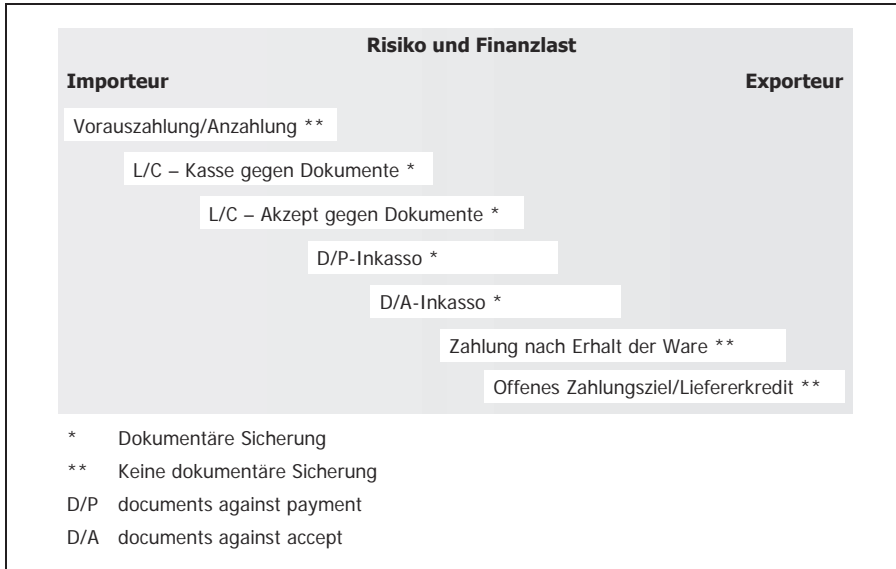 Risiko und Finanzlast
Importeur Exporteur
Vorauszahlung/Anzahlung **
L/C – Kasse gegen Dokumente *
L/C – Akzept gegen Dokumente *
D/P-Inkasso *
D/A-Inkasso *
Zahlung nach Erhalt der Ware **
Offenes Zahlungsziel/Liefererkredit **
* Dokumentäre Sicherung
** Keine dokumentäre Sicherung
D/P documents against payment
D/A documents against accept